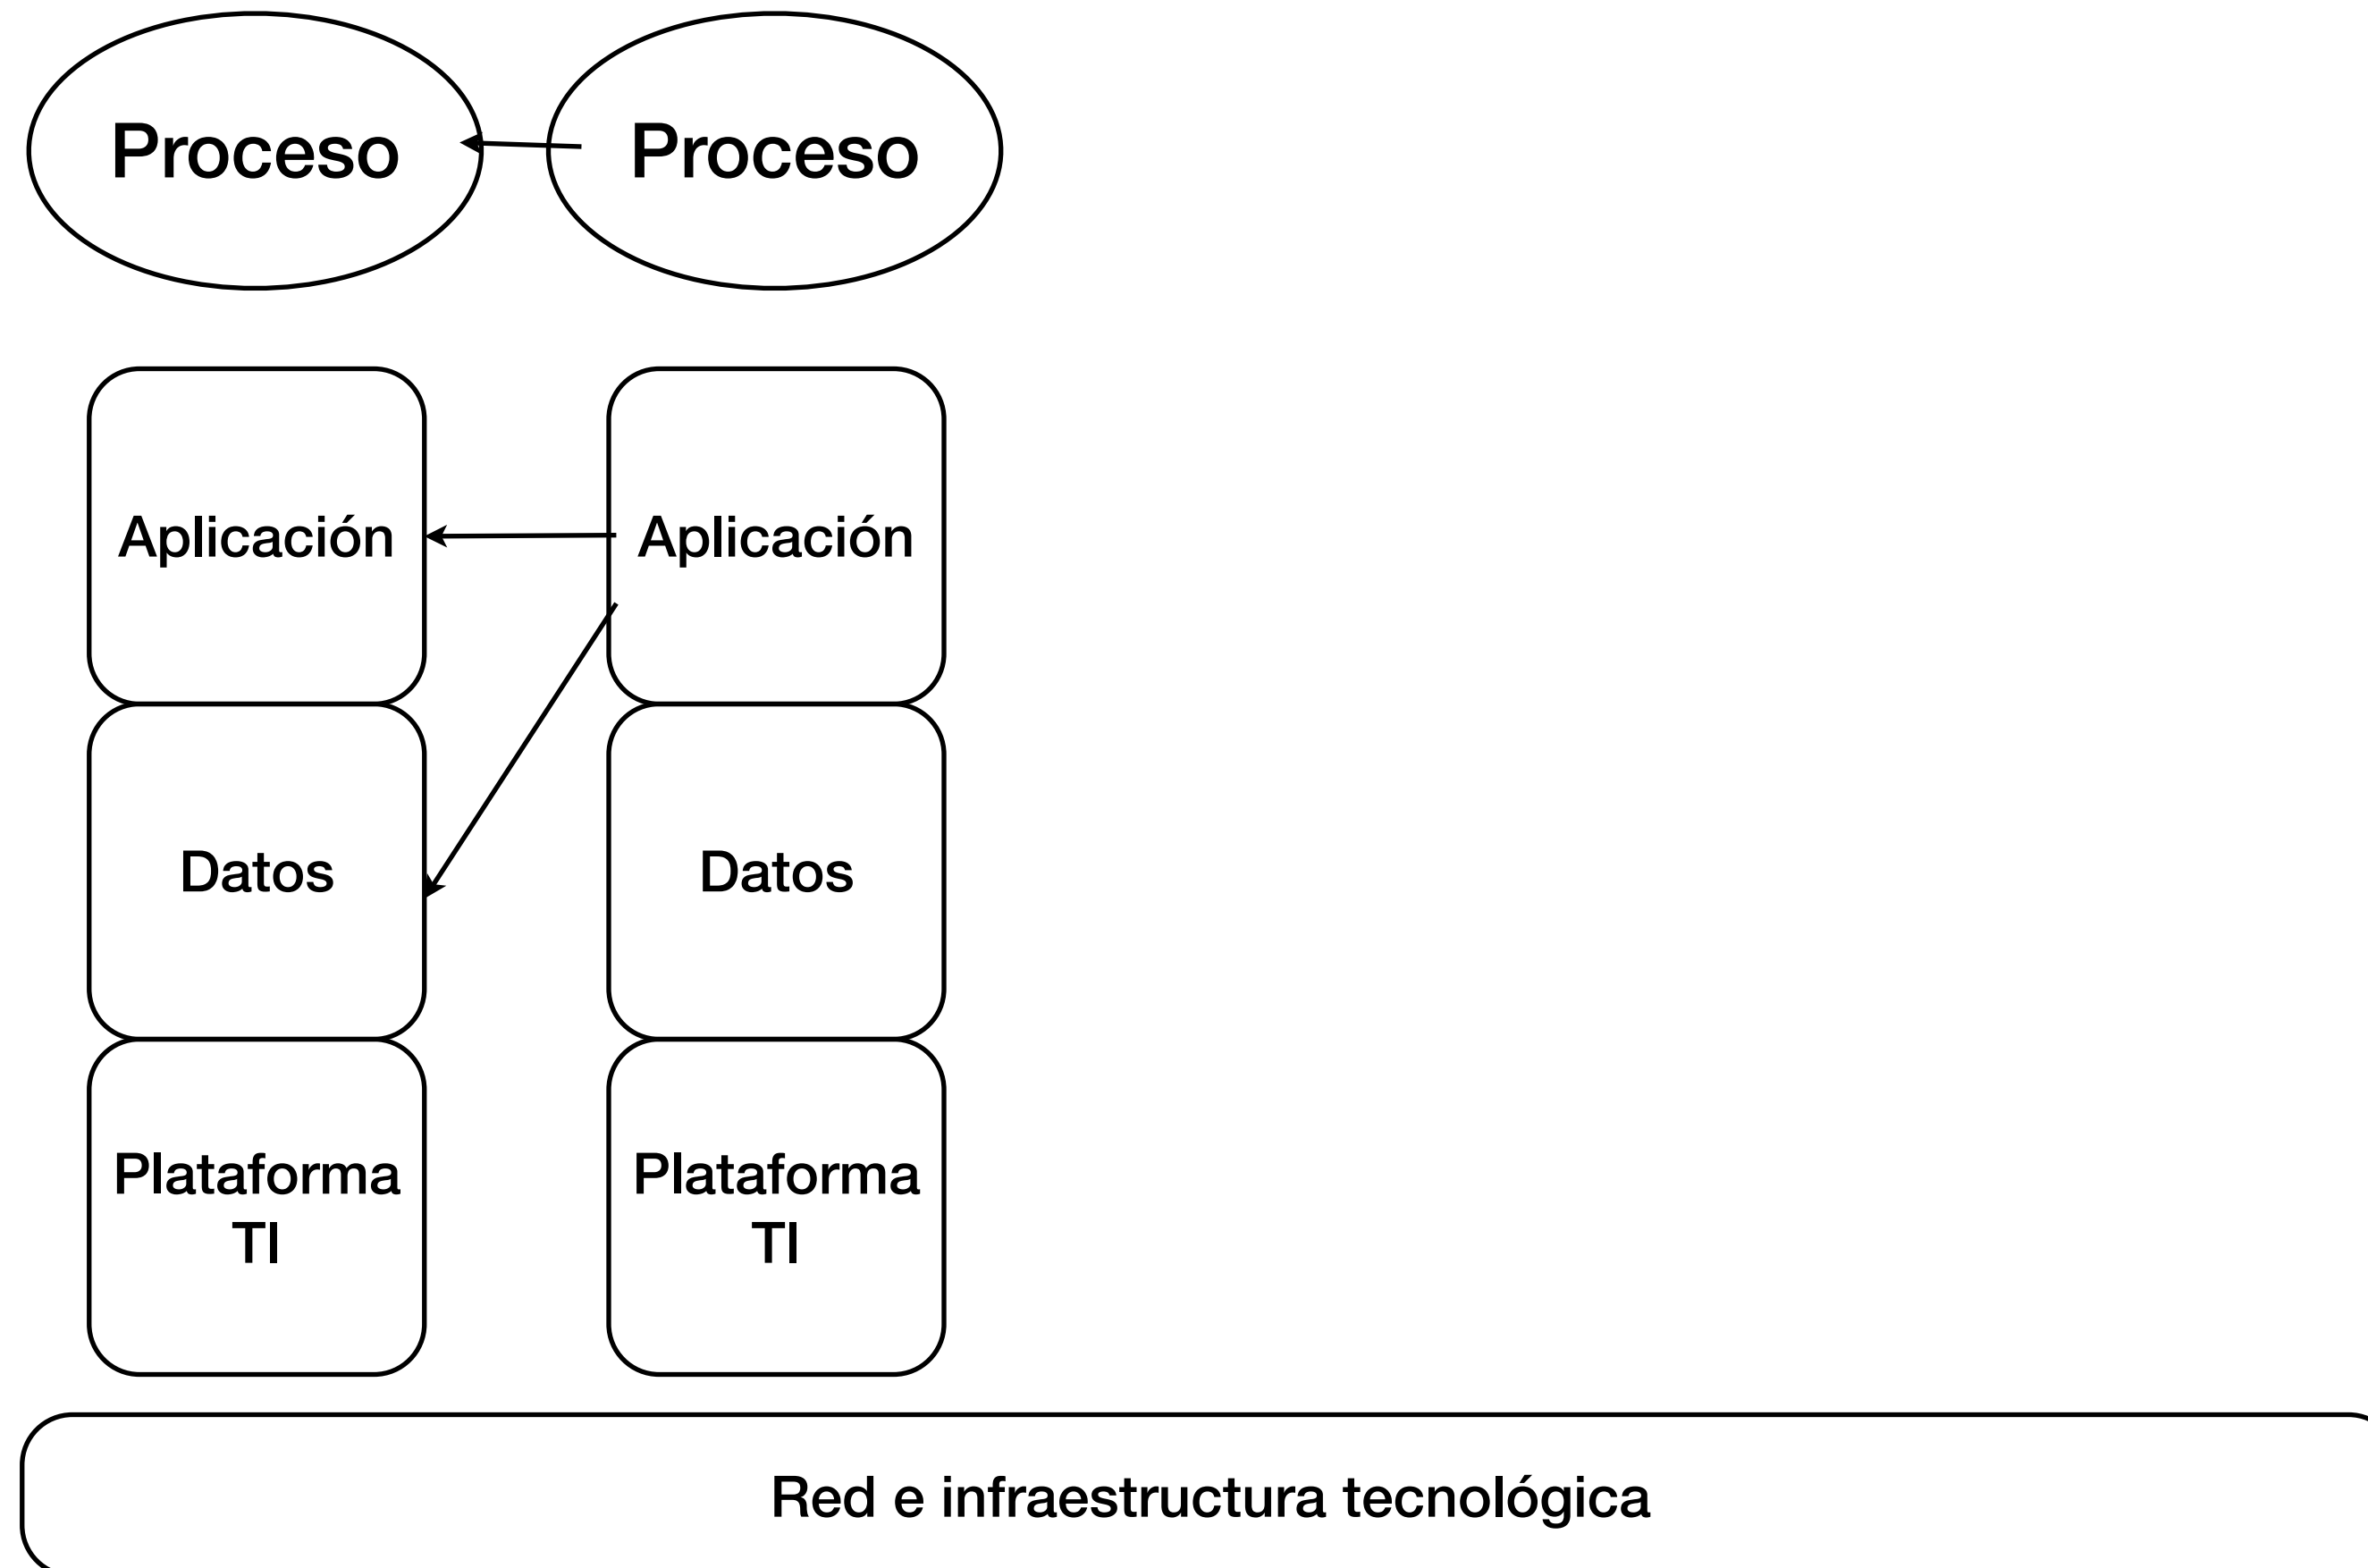 Proceso
Proceso
Aplicación
Aplicación
Datos
Datos
Plataforma
TI
Plataforma
TI
Red e infraestructura tecnológica